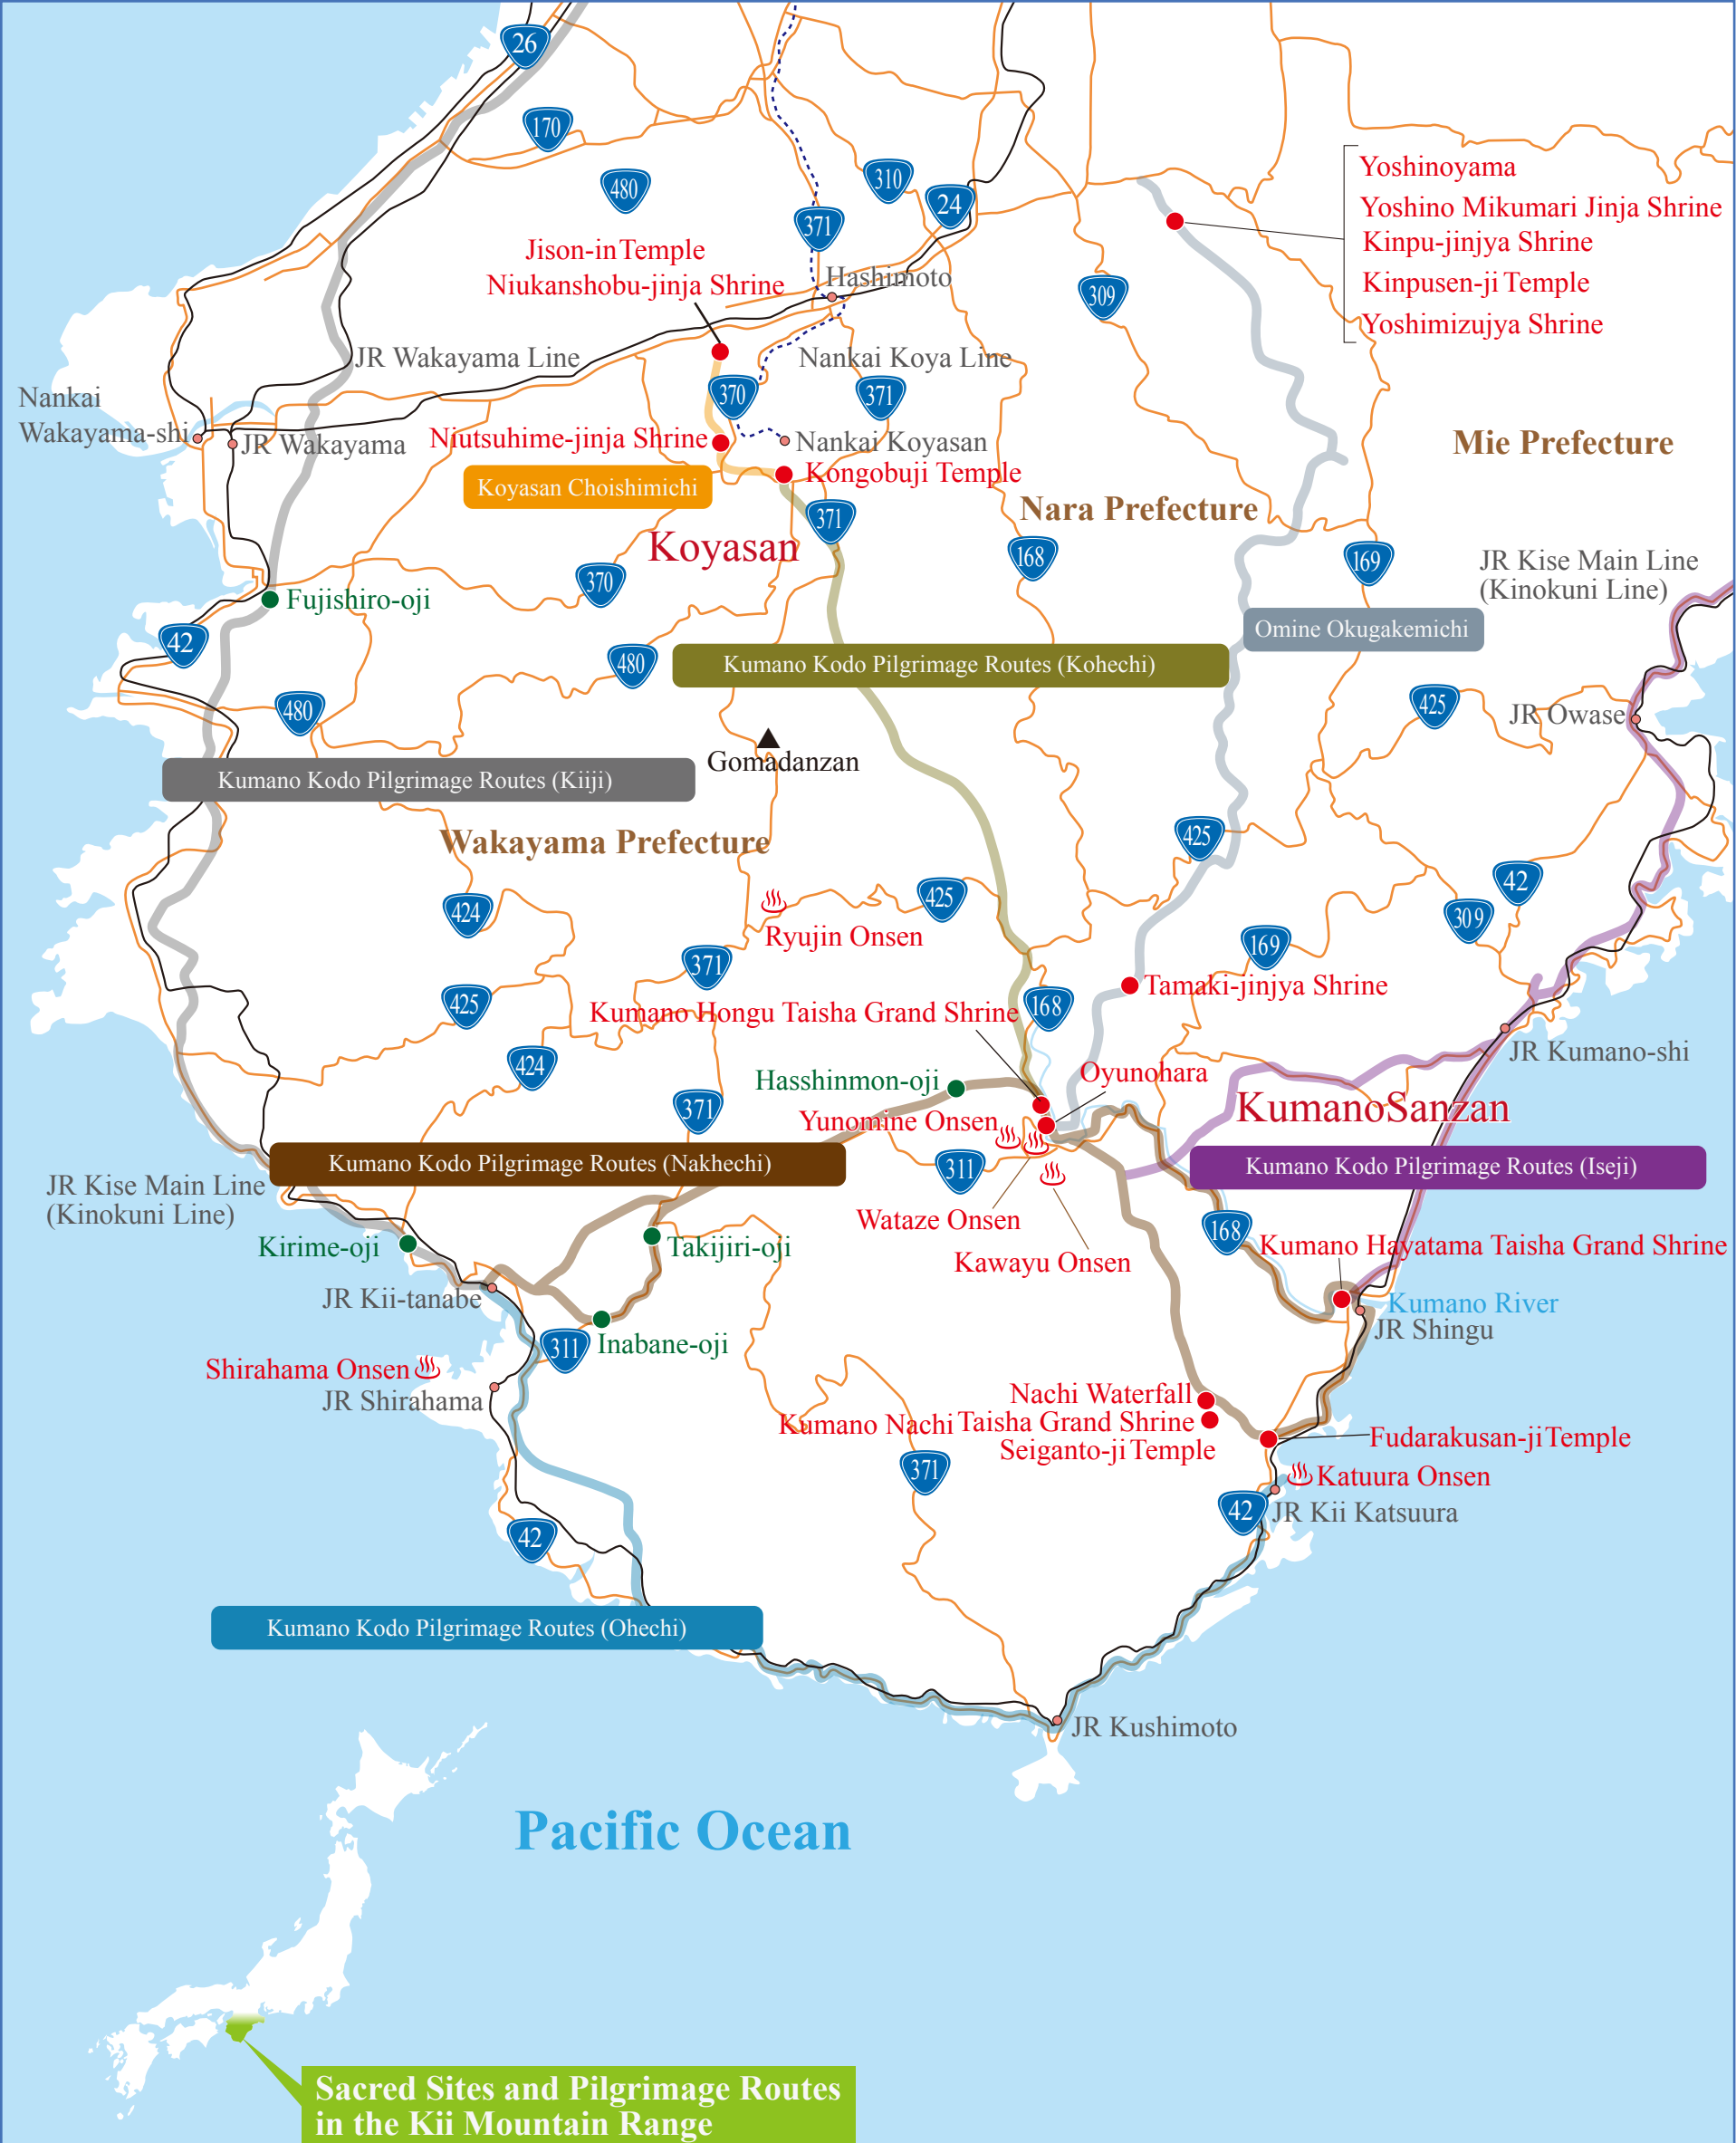 26
170
480
310
24
371
Yoshinoyama
Yoshino Mikumari Jinja Shrine
Kinpu-jinjya Shrine
Kinpusen-ji Temple
Yoshimizujya Shrine
Jison-in Temple
Niukanshobu-jinja Shrine
Hashimoto
309
JR Wakayama Line
Nankai Koya Line
370
371
Nankai
Wakayama-shi
JR Wakayama
Niutsuhime-jinja Shrine
Nankai Koyasan
Kongobuji Temple
Mie Prefecture
Koyasan Choishimichi
Nara Prefecture
371
Koyasan
168
169
JR Kise Main Line
(Kinokuni Line)
370
Fujishiro-oji
42
Omine Okugakemichi
480
Kumano Kodo Pilgrimage Routes (Kohechi)
480
425
JR Owase
Gomadanzan
Kumano Kodo Pilgrimage Routes (Kiiji)
Wakayama Prefecture
425
42
424
425
309
Ryujin Onsen
169
371
425
Tamaki-jinjya Shrine
168
Kumano Hongu Taisha Grand Shrine
JR Kumano-shi
424
Hasshinmon-oji
Oyunohara
371
KumanoSanzan
Yunomine Onsen
Kumano Kodo Pilgrimage Routes (Nakhechi)
311
Kumano Kodo Pilgrimage Routes (Iseji)
JR Kise Main Line
(Kinokuni Line)
Wataze Onsen
168
Kirime-oji
Takijiri-oji
Kumano Hayatama Taisha Grand Shrine
Kawayu Onsen
JR Kii-tanabe
Kumano River
JR Shingu
Inabane-oji
311
Shirahama Onsen
JR Shirahama
Nachi Waterfall
Kumano Nachi Taisha Grand Shrine
Seiganto-ji Temple
Fudarakusan-ji Temple
371
Katuura Onsen
42
JR Kii Katsuura
42
Kumano Kodo Pilgrimage Routes (Ohechi)
JR Kushimoto
Pacific Ocean
Sacred Sites and Pilgrimage Routes
in the Kii Mountain Range